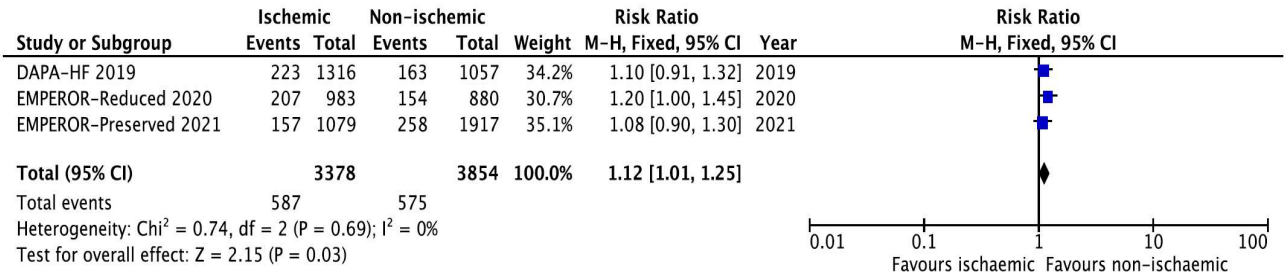 Ischemic Non-ischemic Risk Ratio Risk Ratio
Study or Subgroup Events Total Events Total Weight M-H, Fixed, 95% CI Year M-H, Fixed, 95% CI
DAPA-HF 2019 223 1316 163 1057 34.2% 1.10 [0.91, 1.32] 2019
EMPEROR-Reduced 2020 207 983 154 880 30.7% 1.20 [1.00, 1.45] 2020
EMPEROR-Preserved 2021 157 1079 258 1917 35.1% 1.08 [0.90, 1.30] 2021
Total (95% CI) 3378 3854 100.0% 1.12 [1.01, 1.25]
Total events 587 575
Heterogeneity: Chi² = 0.74, df = 2 (P = 0.69); I² = 0%
Test for overall effect: Z = 2.15 (P = 0.03)
0.01 0.1 1 10 100
Favours ischaemic Favours non-ischaemic